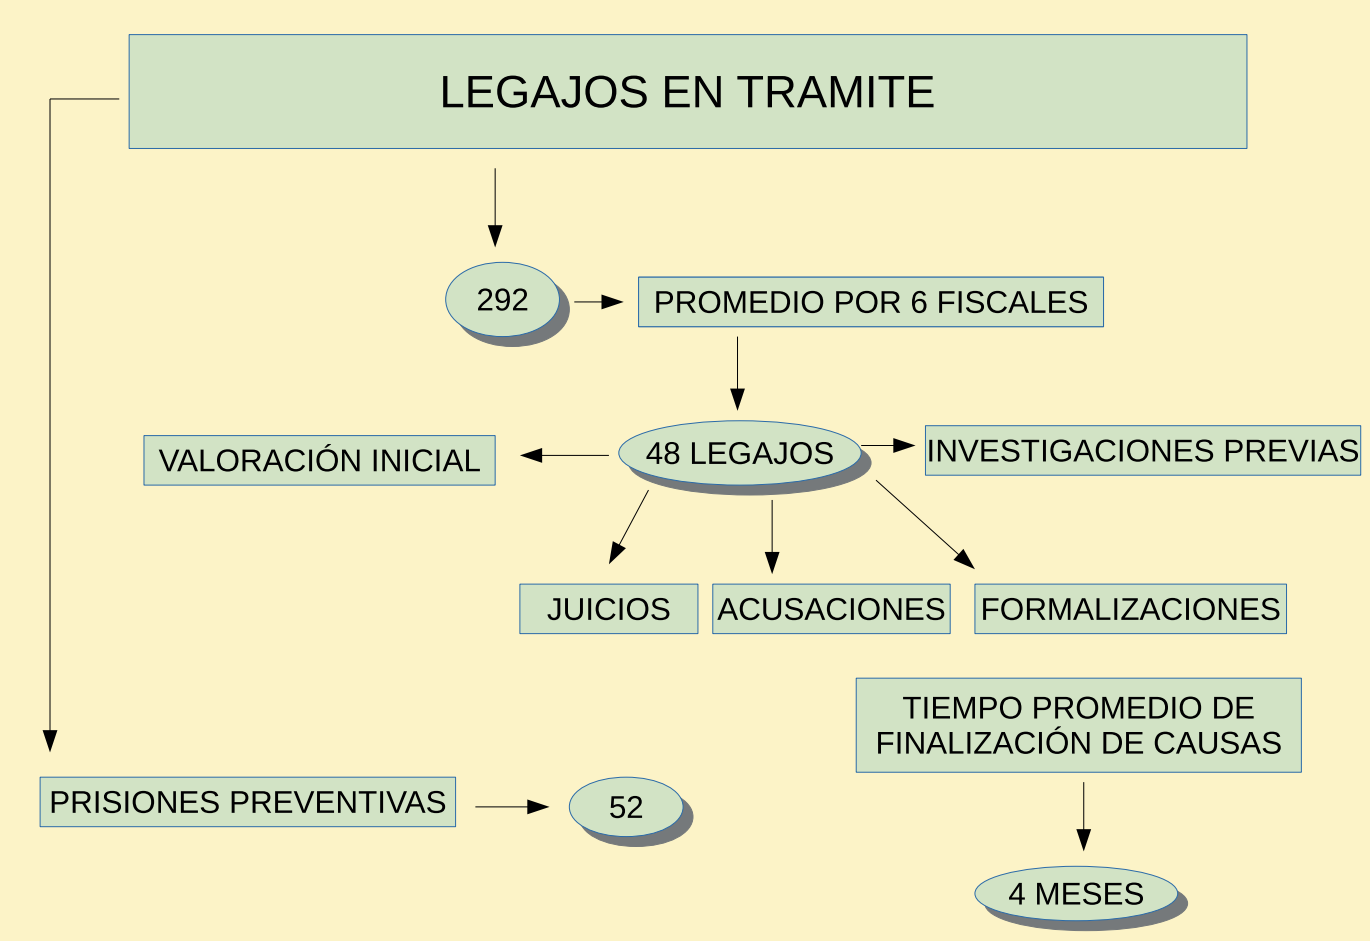 LEGAJOS EN TRAMITE
292
PROMEDIO POR 6 FISCALES
VALORACIÓN INICIAL
48 LEGAJOS
INVESTIGACIONES PREVIAS
JUICIOS
ACUSACIONES
FORMALIZACIONES
TIEMPO PROMEDIO DE
FINALIZACIÓN DE CAUSAS
PRISIONES PREVENTIVAS
52
4 MESES